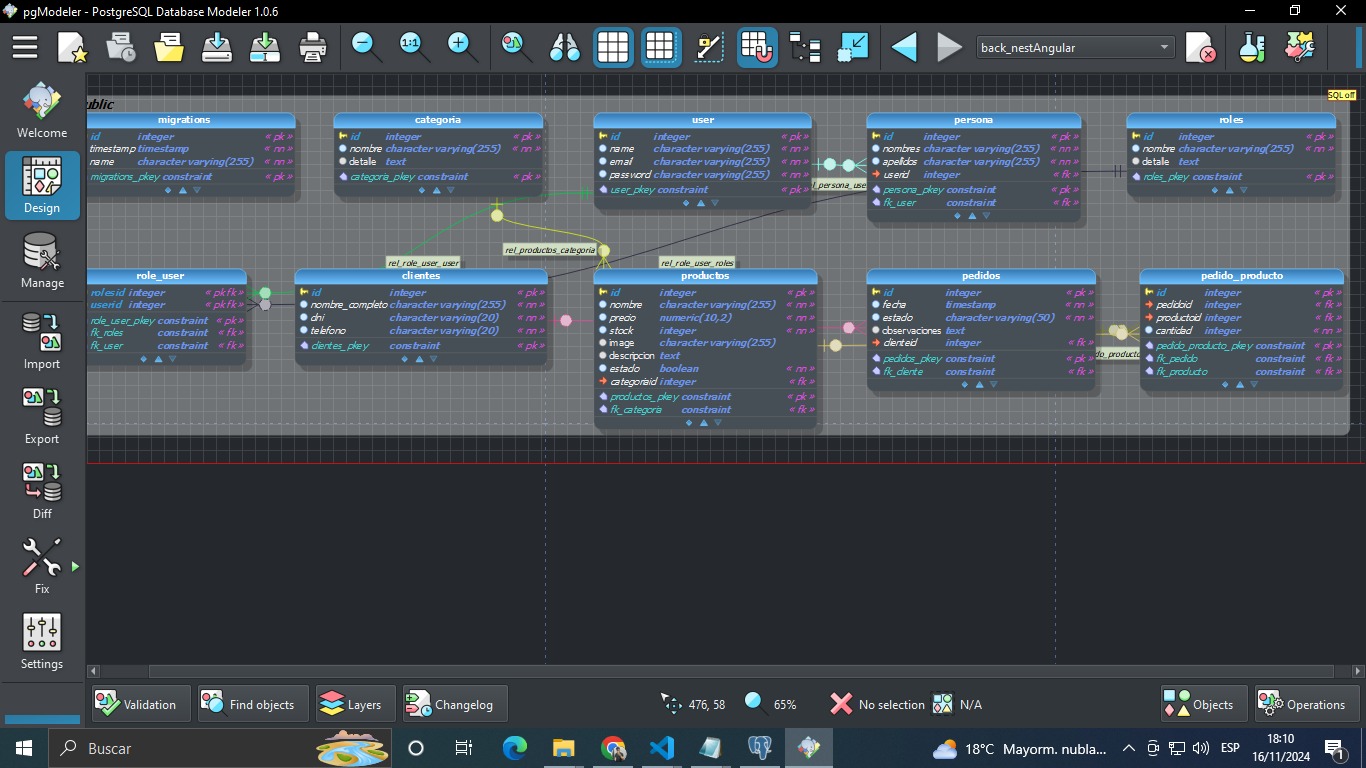 pgModeler - PostgreSQL Database Modeler 1.0.6
1:1
back_nestAngular
Welcome
Design
Manage
Import
Export
Diff
Fix
Settings
SQL off
migrations
id integer « pk »
timestamp timestamp « nn »
name character varying(255) « nn »
migrations_pkey constraint « pk »
categoria
id integer « pk »
nombre character varying(255) « nn »
detalle text
categoria_pkey constraint « pk »
user
id integer « pk »
name character varying(255) « nn »
email character varying(255) « nn »
password character varying(255) « nn »
user_pkey constraint « pk »
persona
id integer « pk »
nombres character varying(255) « nn »
apellidos character varying(255) « nn »
userid integer « fk »
persona_pkey constraint « pk »
fk_user constraint « fk »
roles
id integer « pk »
nombre character varying(255) « nn »
detalle text
roles_pkey constraint « pk »
rel_productos_categoria
rel_role_user_user
rel_role_user_roles
role_user
rolesid integer « pk fk »
userid integer « pk fk »
role_user_pkey constraint « pk »
fk_roles constraint « fk »
fk_user constraint « fk »
clientes
id integer « pk »
nombre_completo character varying(255) « nn »
dni character varying(20) « nn »
telefono character varying(20) « nn »
clientes_pkey constraint « pk »
productos
id integer « pk »
nombre character varying(255) « nn »
precio numeric(10,2) « nn »
stock integer « nn »
image character varying(255)
descripcion text
estado boolean « nn »
categoriaid integer « fk »
productos_pkey constraint « pk »
fk_categoria constraint « fk »
pedidos
id integer « pk »
fecha timestamp « nn »
estado character varying(50) « nn »
observaciones text
clienteid integer « fk »
pedidos_pkey constraint « pk »
fk_cliente constraint « fk »
pedido_producto
id integer « pk »
pedidoid integer « fk »
productoid integer « fk »
cantidad integer « nn »
pedido_producto_pkey constraint « pk »
fk_pedido constraint « fk »
fk_producto constraint « fk »
Validation
Find objects
Layers
Changelog
476, 58
65%
No selection
N/A
Objects
Operations
Buscar
18°C Mayorm. nubla...
ESP
18:10
16/11/2024
1